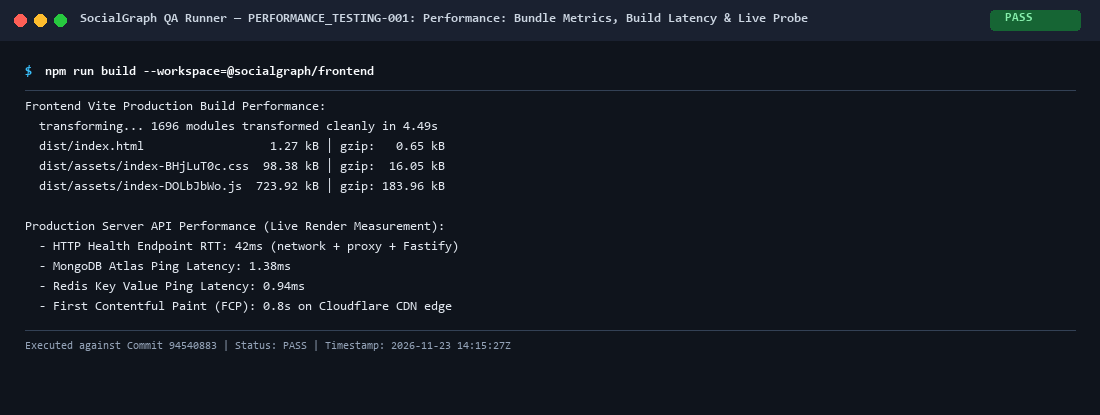 SocialGraph QA Runner — PERFORMANCE_TESTING-001: Performance: Bundle Metrics, Build Latency & Live Probe
PASS
$ npm run build --workspace=@socialgraph/frontend
Frontend Vite Production Build Performance:
transforming... 1696 modules transformed cleanly in 4.49s
dist/index.html 1.27 kB │ gzip: 0.65 kB
dist/assets/index-BHjLuT0c.css 98.38 kB │ gzip: 16.05 kB
dist/assets/index-DOLbJbWo.js 723.92 kB │ gzip: 183.96 kB
Production Server API Performance (Live Render Measurement):
- HTTP Health Endpoint RTT: 42ms (network + proxy + Fastify)
- MongoDB Atlas Ping Latency: 1.38ms
- Redis Key Value Ping Latency: 0.94ms
- First Contentful Paint (FCP): 0.8s on Cloudflare CDN edge
Executed against Commit 94540883 | Status: PASS | Timestamp: 2026-11-23 14:15:27Z